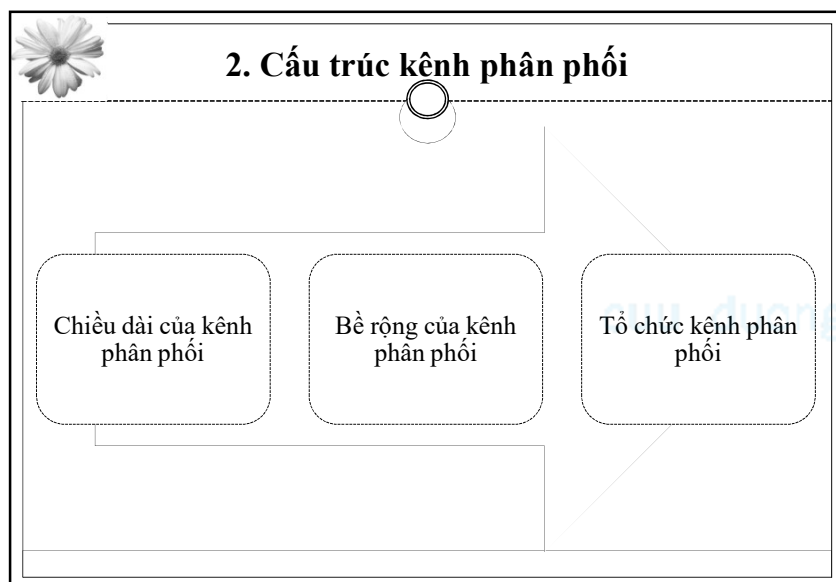 2. Cấu trúc kênh phân phối
Chiều dài của kênh
phân phối
Bề rộng của kênh
phân phối
Tổ chức kênh phân
phối